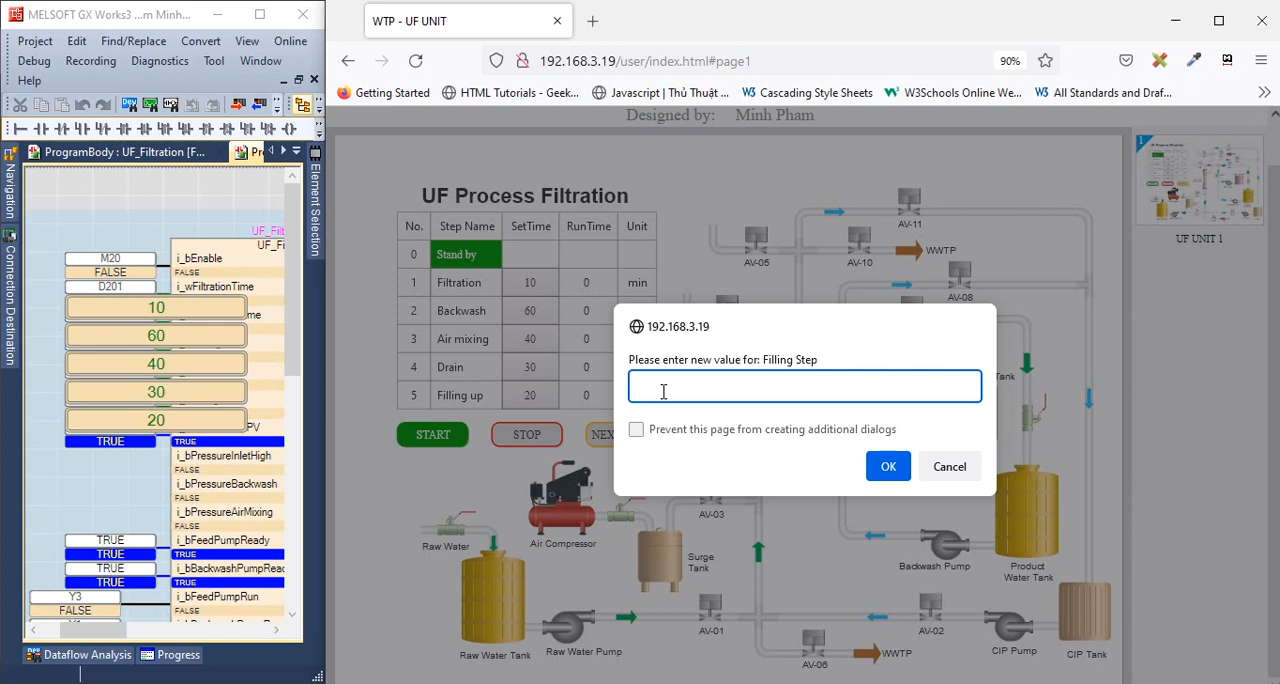 MELSOFT GX Works3 ...m Minh...
Project Edit Find/Replace Convert View Online
Debug Recording Diagnostics Tool Window
Help
ProgramBody : UF_Filtration [F...
Pr
Navigation
Connection Destination
Element Selection
UF_Filt
UF_Fi
M20
FALSE
i_bEnable
FALSE
D201
i_wFiltrationTime
10
me
60
40
30
20
PV
TRUE
TRUE
i_bPressureInletHigh
FALSE
i_bPressureBackwash
FALSE
i_bPressureAirMixing
FALSE
TRUE
i_bFeedPumpReady
TRUE
TRUE
TRUE
i_bBackwashPumpReac
TRUE
TRUE
Y3
i_bFeedPumpRun
FALSE
FALSE
Dataflow Analysis
Progress
WTP - UF UNIT
192.168.3.19/user/index.html#page1
90%
Getting Started
HTML Tutorials - Geek...
Javascript | Thủ Thuật ...
Cascading Style Sheets
W3Schools Online We...
All Standards and Draf...
Designed by: Minh Pham
UF Process Filtration
No. Step Name SetTime RunTime Unit
0 Stand by
1 Filtration 10 0 min
2 Backwash 60 0
3 Air mixing 40 0
4 Drain 30 0
5 Filling up 20 0
START
STOP
NEX
192.168.3.19
Please enter new value for: Filling Step
Prevent this page from creating additional dialogs
OK
Cancel
AV-11
AV-05
AV-10
WWTP
AV-08
Tank
AV-03
Raw Water
Air Compressor
Surge
Tank
Backwash Pump
Product
Water Tank
AV-01
AV-02
Raw Water Tank
Raw Water Pump
AV-06
WWTP
CIP Pump
CIP Tank
1
UF UNIT 1